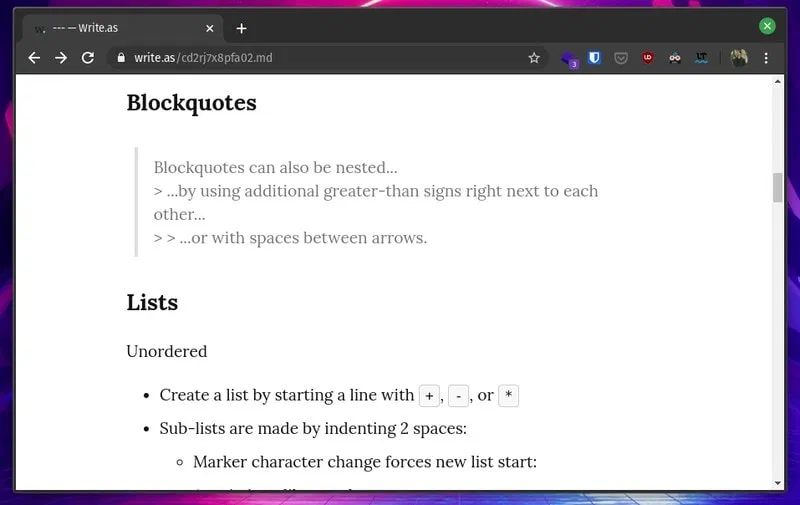 --- — Write.as
write.as/cd2rj7x8pfa02.md
3
Blockquotes
Blockquotes can also be nested...
> ...by using additional greater-than signs right next to each
other...
> > ...or with spaces between arrows.
Lists
Unordered
Create a list by starting a line with +, -, or *
Sub-lists are made by indenting 2 spaces:
Marker character change forces new list start: